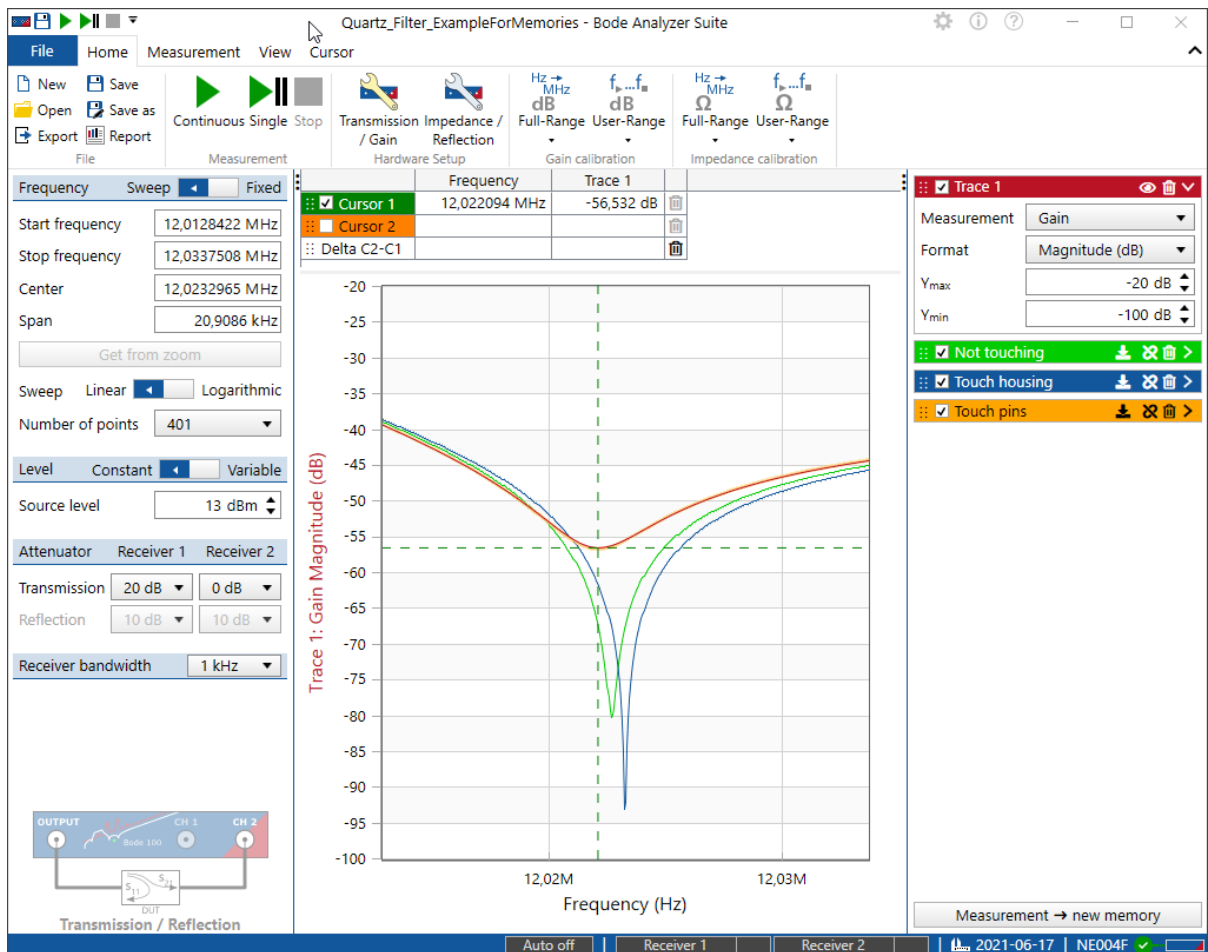 Quartz_Filter_ExampleForMemories - Bode Analyzer Suite
File Home Measurement View Cursor
New Save
Open Save as
Export Report
File
Continuous Single Stop
Measurement
Transmission / Gain
Impedance / Reflection
Hardware Setup
Hz → MHz dB
Full-Range
f▶...f■ dB
User-Range
Gain calibration
Hz → MHz Ω
Full-Range
f▶...f■ Ω
User-Range
Impedance calibration
Frequency Sweep Fixed
Start frequency 12,0128422 MHz
Stop frequency 12,0337508 MHz
Center 12,0232965 MHz
Span 20,9086 kHz
Get from zoom
Sweep Linear Logarithmic
Number of points 401
Level Constant Variable
Source level 13 dBm
Attenuator Receiver 1 Receiver 2
Transmission 20 dB 0 dB
Reflection 10 dB 10 dB
Receiver bandwidth 1 kHz
OUTPUT CH 1 CH 2
Bode 100
S11 S21
DUT
Transmission / Reflection
Frequency Trace 1
Cursor 1 12,022094 MHz -56,532 dB
Cursor 2
Delta C2-C1
Trace 1: Gain Magnitude (dB)
-20
-25
-30
-35
-40
-45
-50
-55
-60
-65
-70
-75
-80
-85
-90
-95
-100
12,02M 12,03M
Frequency (Hz)
Trace 1
Measurement Gain
Format Magnitude (dB)
Ymax -20 dB
Ymin -100 dB
Not touching
Touch housing
Touch pins
Measurement → new memory
Auto off Receiver 1 Receiver 2 2021-06-17 NE004F